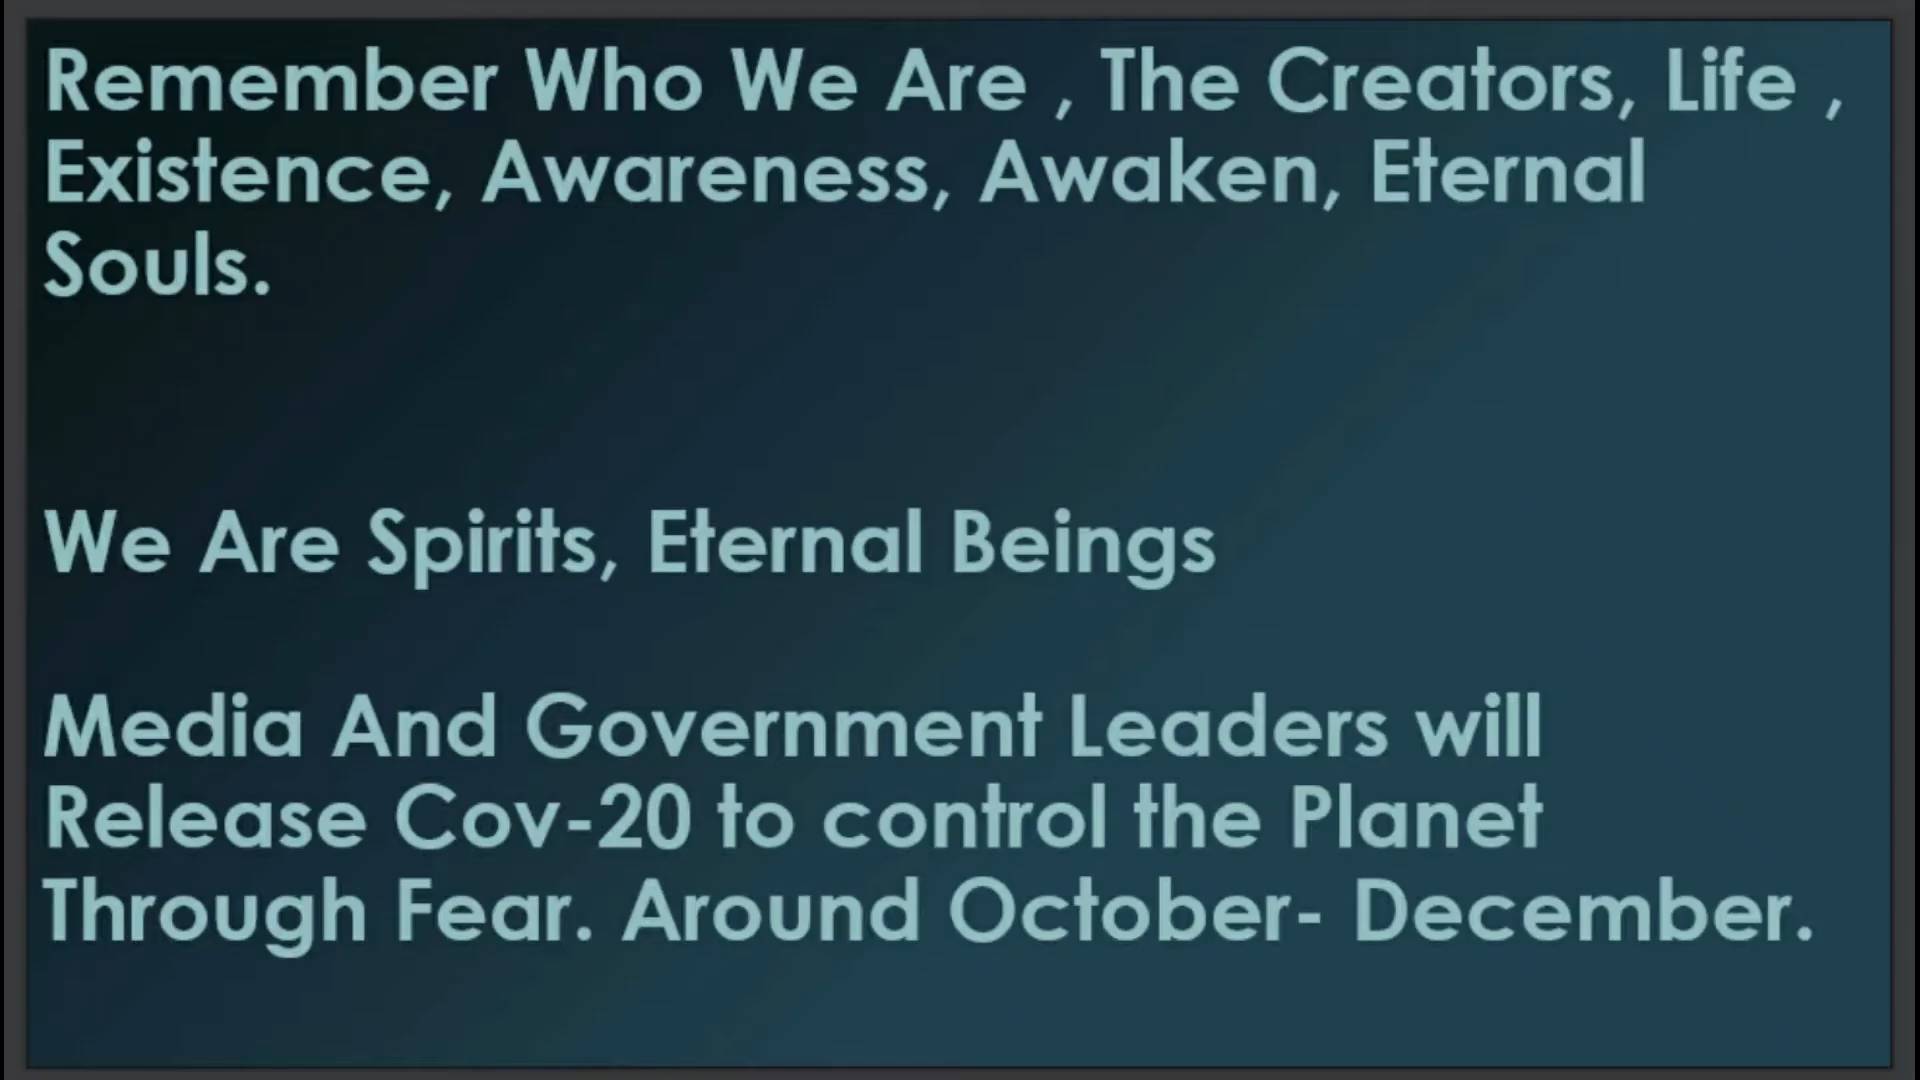 Remember Who We Are , The Creators, Life ,
Existence, Awareness, Awaken, Eternal
Souls.
We Are Spirits, Eternal Beings
Media And Government Leaders will
Release Cov-20 to control the Planet
Through Fear. Around October- December.